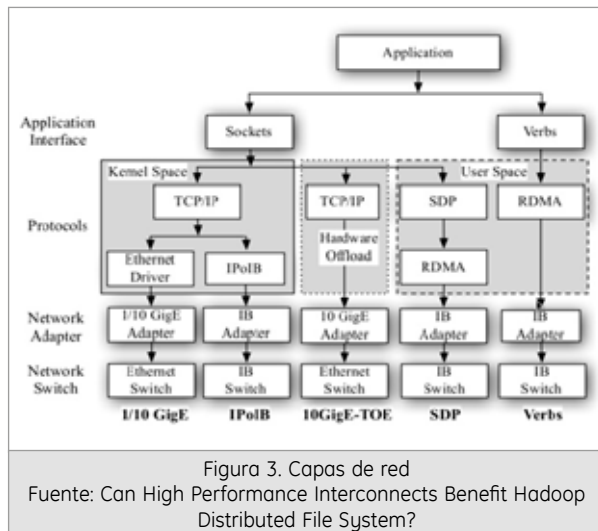 Application
Application Interface
Sockets
Verbs
Kernel Space
User Space
Protocols
TCP/IP
TCP/IP
SDP
RDMA
Hardware Offload
Ethernet Driver
IPoIB
RDMA
Network Adapter
1/10 GigE Adapter
IB Adapter
10 GigE Adapter
IB Adapter
IB Adapter
Network Switch
Ethernet Switch
IB Switch
Ethernet Switch
IB Switch
IB Switch
1/10 GigE
IPoIB
10GigE-TOE
SDP
Verbs
Figura 3. Capas de red
Fuente: Can High Performance Interconnects Benefit Hadoop
Distributed File System?